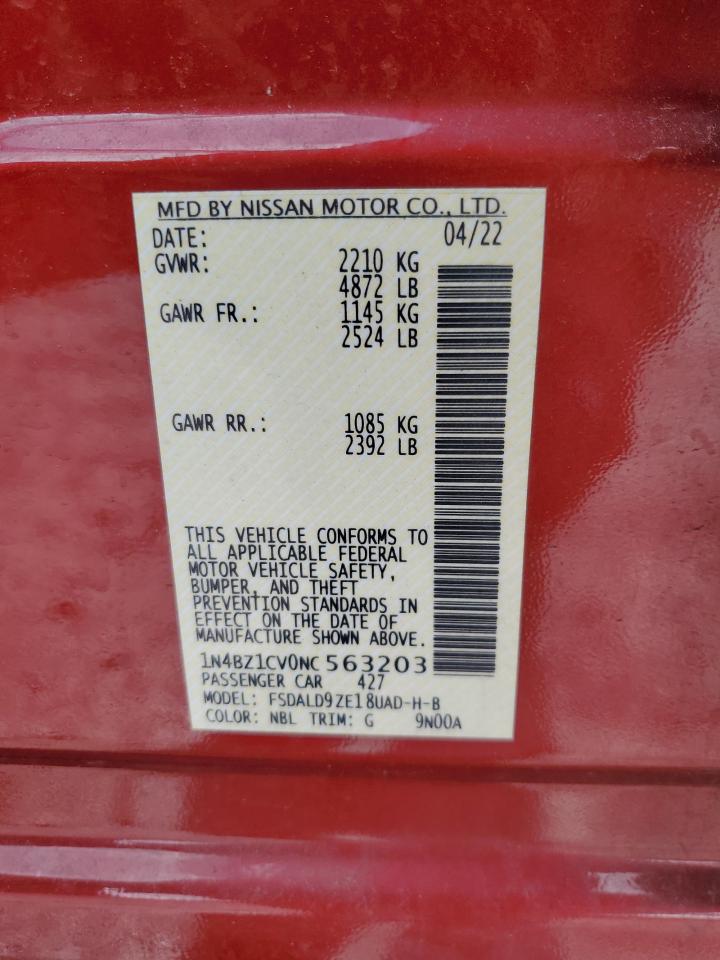 MFD BY NISSAN MOTOR CO., LTD.
DATE: 04/22
GVWR: 2210 KG
4872 LB
GAWR FR.: 1145 KG
2524 LB
GAWR RR.: 1085 KG
2392 LB
THIS VEHICLE CONFORMS TO
ALL APPLICABLE FEDERAL
MOTOR VEHICLE SAFETY,
BUMPER, AND THEFT
PREVENTION STANDARDS IN
EFFECT ON THE DATE OF
MANUFACTURE SHOWN ABOVE.
1N4BZ1CV0NC563203
PASSENGER CAR 427
MODEL: FSDALD9ZE18UAD-H-B
COLOR: NBL TRIM: G 9N00A